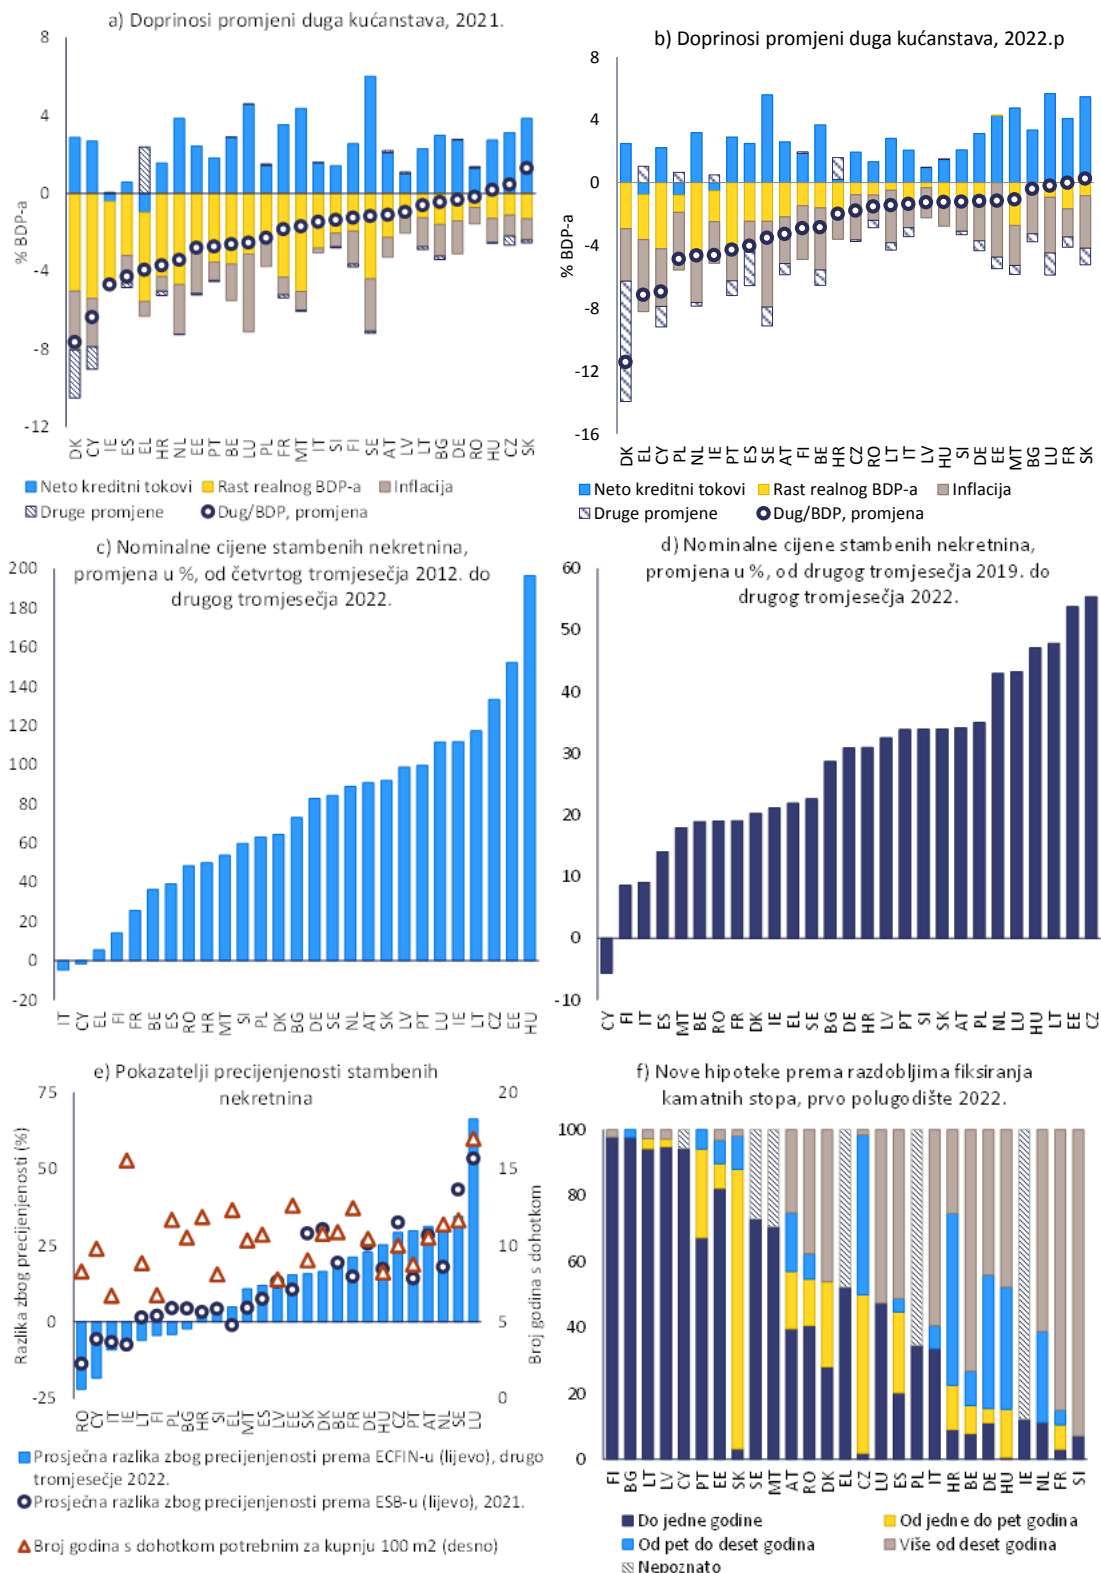 a) Doprinosi promjeni duga kućanstava, 2021.
8
4
0
-4
-8
-12
% BDP-a
DK CY IE ES EL HR NL EE PT BE LU PL FR MT IT SI FI SE AT LV LT BG DE RO HU CZ SK
Neto kreditni tokovi Rast realnog BDP-a Inflacija
Druge promjene Dug/BDP, promjena
b) Doprinosi promjeni duga kućanstava, 2022.p
8
4
0
-4
-8
-12
-16
% BDP-a
DK EL CY PL NL IE PT ES SE AT FI BE HR CZ RO LT IT LV HU SI DE EE MT BG LU FR SK
Neto kreditni tokovi Rast realnog BDP-a Inflacija
Druge promjene Dug/BDP, promjena
c) Nominalne cijene stambenih nekretnina,
promjena u %, od četvrtog tromjesečja 2012. do
drugog tromjesečja 2022.
200
180
160
140
120
100
80
60
40
20
0
-20
IT CY EL FI FR BE ES RO HR MT SI PL DK BG DE SE NL AT SK LV PT LU IE LT CZ EE HU
d) Nominalne cijene stambenih nekretnina,
promjena u %, od drugog tromjesečja 2019. do
drugog tromjesečja 2022.
60
50
40
30
20
10
0
-10
CY FI IT ES MT BE RO FR DK IE EL SE BG DE HR LV PT SI SK AT PL NL LU HU LT EE CZ
e) Pokazatelji precijenjenosti stambenih
nekretnina
75
50
25
0
-25
Razlika zbog precijenjenosti (%)
20
15
10
5
0
Broj godina s dohotkom
RO CY IT IE LT FI PL BG HR SI EL MT ES LV EE SK DK BE FR DE HU CZ PT AT NL SE LU
Prosječna razlika zbog precijenjenosti prema ECFIN-u (lijevo), drugo
tromjesečje 2022.
Prosječna razlika zbog precijenjenosti prema ESB-u (lijevo), 2021.
Broj godina s dohotkom potrebnim za kupnju 100 m2 (desno)
f) Nove hipoteke prema razdobljima fiksiranja
kamatnih stopa, prvo polugodište 2022.
100
80
60
40
20
0
FI BG LT LV CY PT EE SK SE MT AT RO DK EL CZ LU ES PL IT HR BE DE HU IE NL FR SI
Do jedne godine Od jedne do pet godina
Od pet do deset godina Više od deset godina
Nepoznato